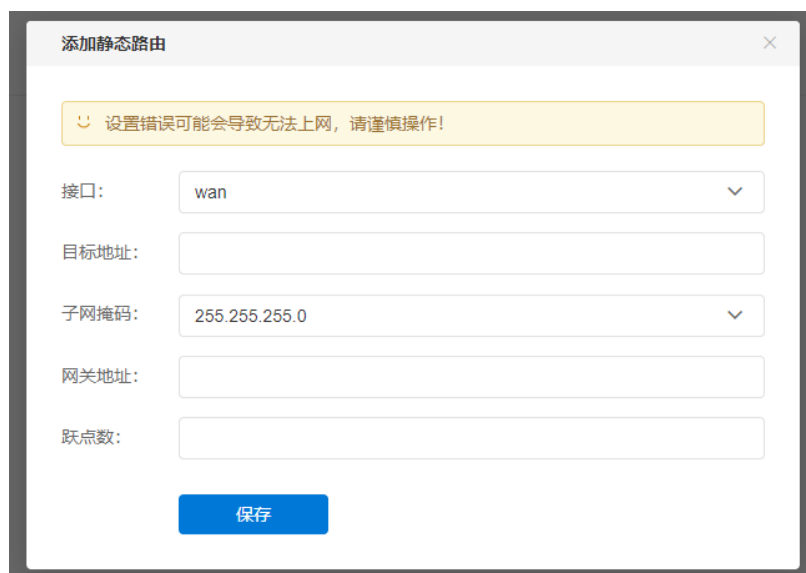 添加静态路由
设置错误可能会导致无法上网，请谨慎操作！
接口：
wan
目标地址：
子网掩码：
255.255.255.0
网关地址：
跃点数：
保存